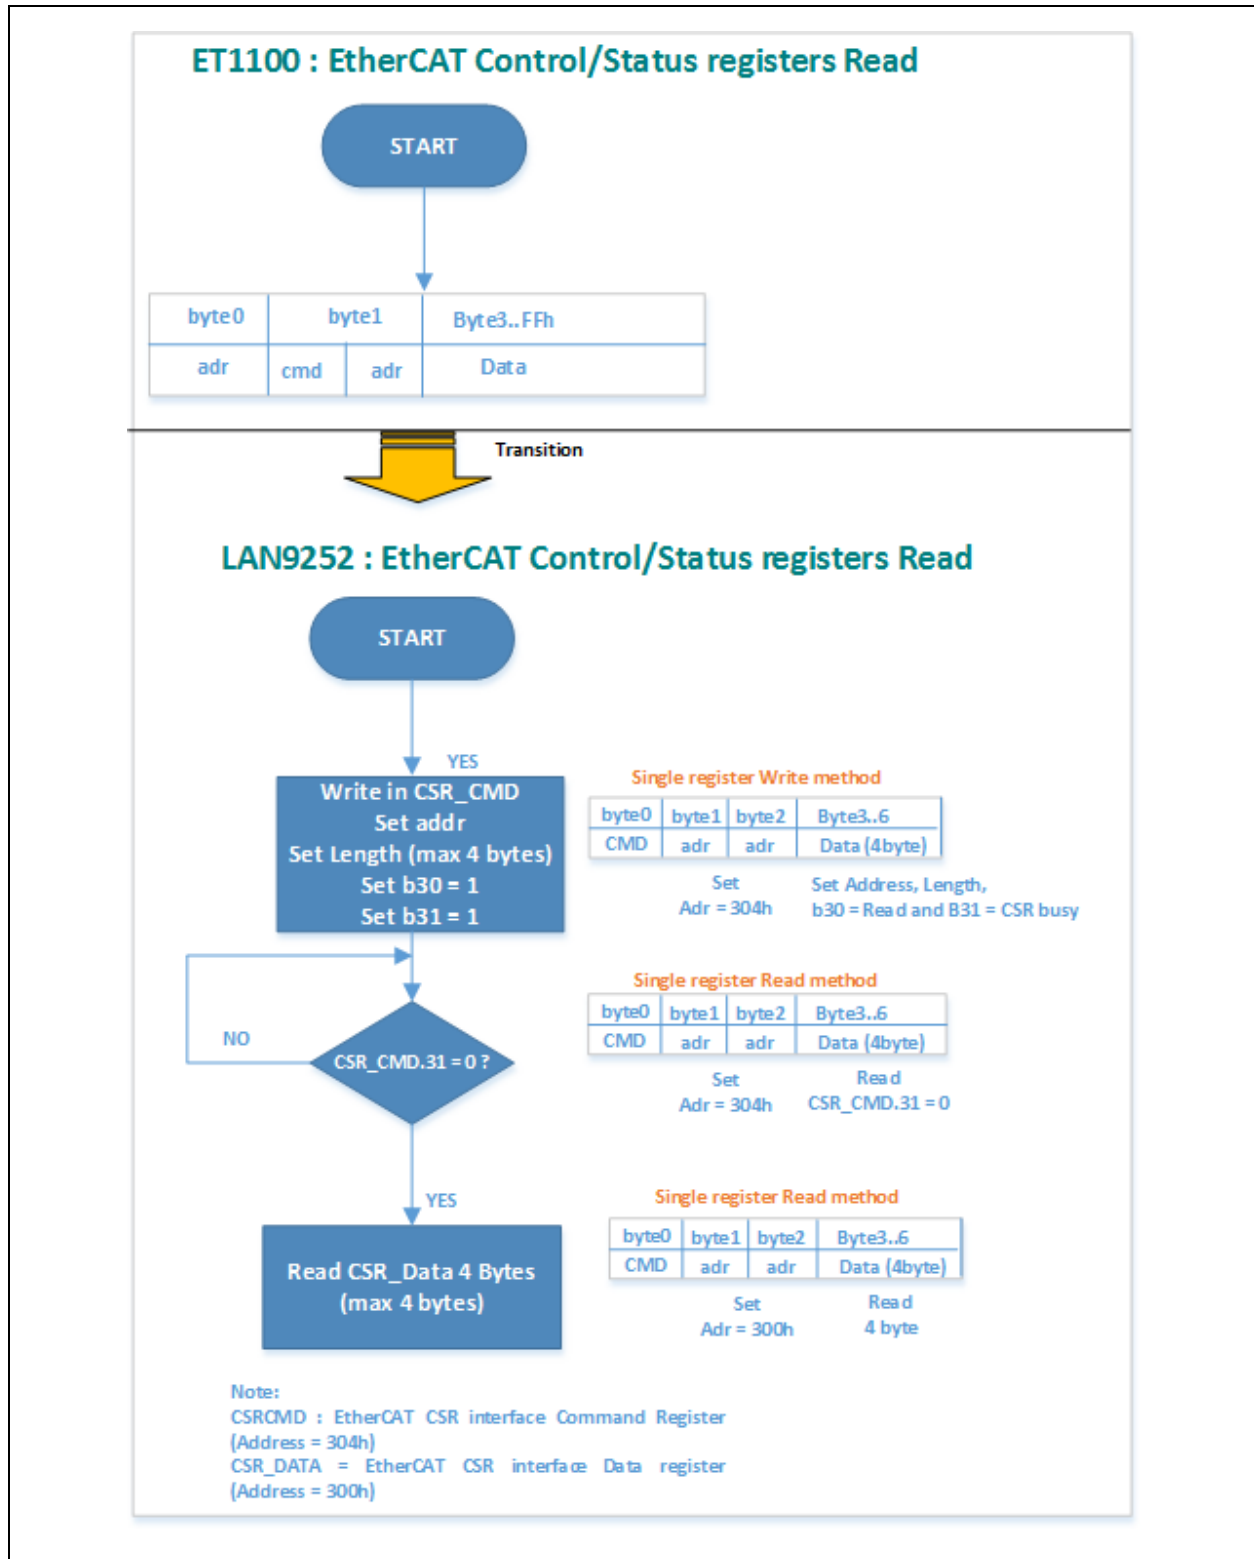 ET1100 : EtherCAT Control/Status registers Read
START
byte0 byte1 Byte3..FFh
adr cmd adr Data
Transition
LAN9252 : EtherCAT Control/Status registers Read
START
YES
Write in CSR_CMD
Set addr
Set Length (max 4 bytes)
Set b30 = 1
Set b31 = 1
Single register Write method
byte0 byte1 byte2 Byte3..6
CMD adr adr Data (4byte)
Set
Adr = 304h
Set Address, Length,
b30 = Read and B31 = CSR busy
NO
CSR_CMD.31 = 0 ?
Single register Read method
byte0 byte1 byte2 Byte3..6
CMD adr adr Data (4byte)
Set
Adr = 304h
Read
CSR_CMD.31 = 0
YES
Read CSR_Data 4 Bytes
(max 4 bytes)
Single register Read method
byte0 byte1 byte2 Byte3..6
CMD adr adr Data (4byte)
Set
Adr = 300h
Read
4 byte
Note:
CSRCMD : EtherCAT CSR interface Command Register
(Address = 304h)
CSR_DATA = EtherCAT CSR interface Data register
(Address = 300h)